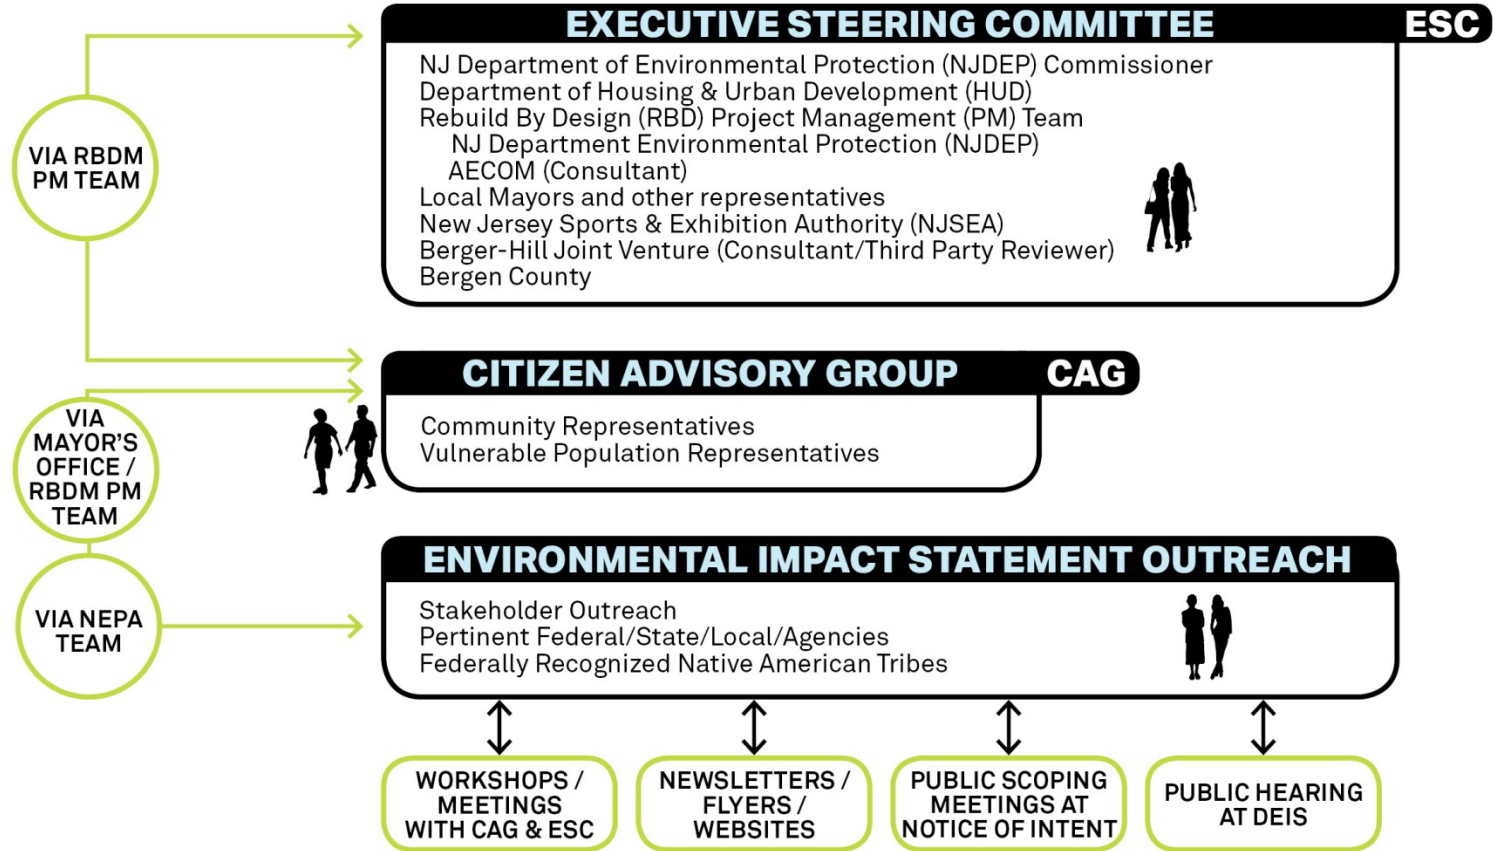 EXECUTIVE STEERING COMMITTEE ESC
NJ Department of Environmental Protection (NJDEP) Commissioner
Department of Housing & Urban Development (HUD)
Rebuild By Design (RBD) Project Management (PM) Team
NJ Department Environmental Protection (NJDEP)
AECOM (Consultant)
Local Mayors and other representatives
New Jersey Sports & Exhibition Authority (NJSEA)
Berger-Hill Joint Venture (Consultant/Third Party Reviewer)
Bergen County
VIA RBDM
PM TEAM
CITIZEN ADVISORY GROUP CAG
Community Representatives
Vulnerable Population Representatives
VIA
MAYOR'S
OFFICE /
RBDM PM
TEAM
ENVIRONMENTAL IMPACT STATEMENT OUTREACH
Stakeholder Outreach
Pertinent Federal/State/Local/Agencies
Federally Recognized Native American Tribes
VIA NEPA
TEAM
WORKSHOPS /
MEETINGS
WITH CAG & ESC
NEWSLETTERS /
FLYERS /
WEBSITES
PUBLIC SCOPING
MEETINGS AT
NOTICE OF INTENT
PUBLIC HEARING
AT DEIS